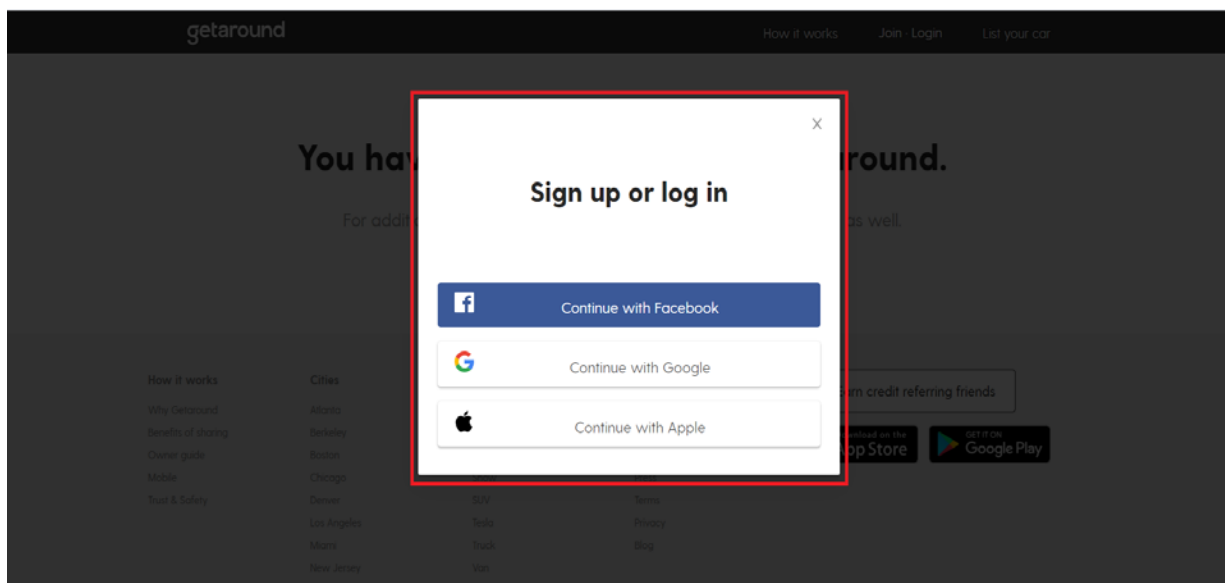 getaround
How it works
Join · Login
List your car
X
You hav
round.
Sign up or log in
For addit
as well.
f
Continue with Facebook
G
Continue with Google
Continue with Apple
How it works
Why Getaround
Benefits of sharing
Owner guide
Mobile
Trust & Safety
Cities
Atlanta
Berkeley
Boston
Chicago
Denver
Los Angeles
Miami
New Jersey
SUV
Tesla
Truck
Van
Terms
Privacy
Blog
rn credit referring friends
App Store
GET IT ON
Google Play